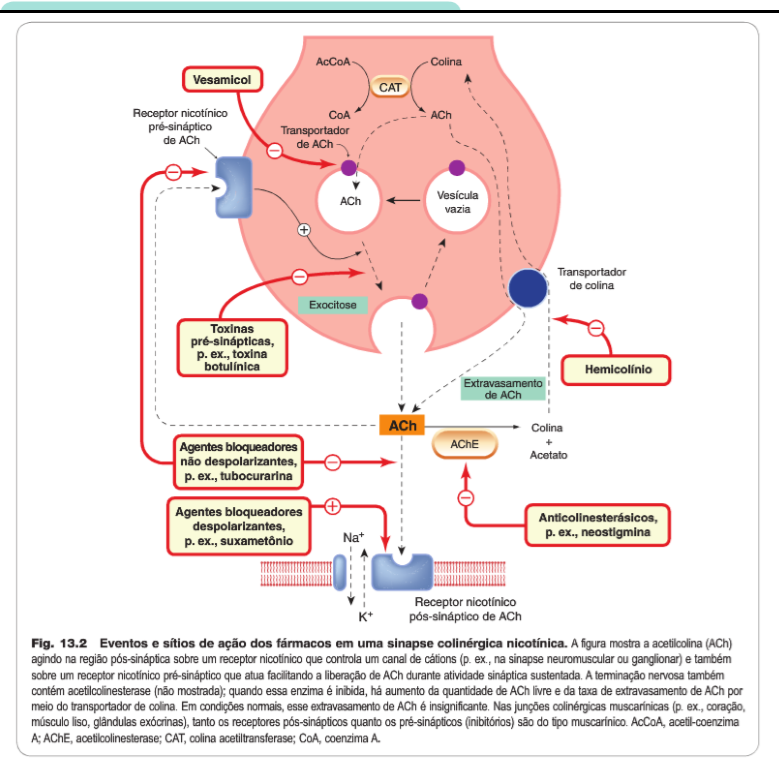 Vesamicol
AcCoA
Colina
CAT
CoA
ACh
Receptor nicotínico
pré-sináptico
de ACh
Transportador
de ACh
ACh
Vesícula
vazia
+
Exocitose
Transportador
de colina
Toxinas
pré-sinápticas,
p. ex., toxina
botulínica
Hemicolínio
Extravasamento
de ACh
ACh
AChE
Colina
+
Acetato
Agentes bloqueadores
não despolarizantes,
p. ex., tubocurarina
Agentes bloqueadores
despolarizantes,
p. ex., suxametônio
+
Anticolinesterásicos,
p. ex., neostigmina
Na⁺
K⁺
Receptor nicotínico
pós-sináptico de ACh
Fig. 13.2 Eventos e sítios de ação dos fármacos em uma sinapse colinérgica nicotínica. A figura mostra a acetilcolina (ACh)
agindo na região pós-sináptica sobre um receptor nicotínico que controla um canal de cátions (p. ex., na sinapse neuromuscular ou ganglionar) e também
sobre um receptor nicotínico pré-sináptico que atua facilitando a liberação de ACh durante atividade sináptica sustentada. A terminação nervosa também
contém acetilcolinesterase (não mostrada); quando essa enzima é inibida, há aumento da quantidade de ACh livre e da taxa de extravasamento de ACh por
meio do transportador de colina. Em condições normais, esse extravasamento de ACh é insignificante. Nas junções colinérgicas muscarínicas (p. ex., coração,
músculo liso, glândulas exócrinas), tanto os receptores pós-sinápticos quanto os pré-sinápticos (inibitórios) são do tipo muscarínico. AcCoA, acetil-coenzima
A; AChE, acetilcolinesterase; CAT, colina acetiltransferase; CoA, coenzima A.